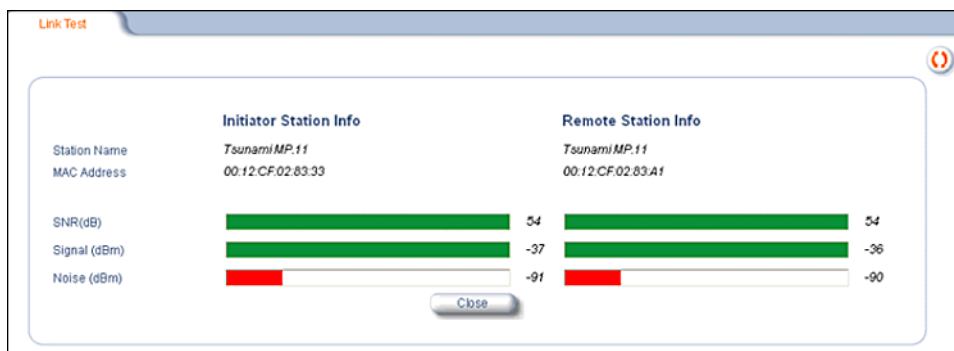 Link Test
Initiator Station Info Remote Station Info
Station Name Tsunami MP.11 Tsunami MP.11
MAC Address 00:12:CF:02:83:33 00:12:CF:02:83:A1
SNR(dB) 54 54
Signal (dBm) -37 -36
Noise (dBm) -91 -90
Close